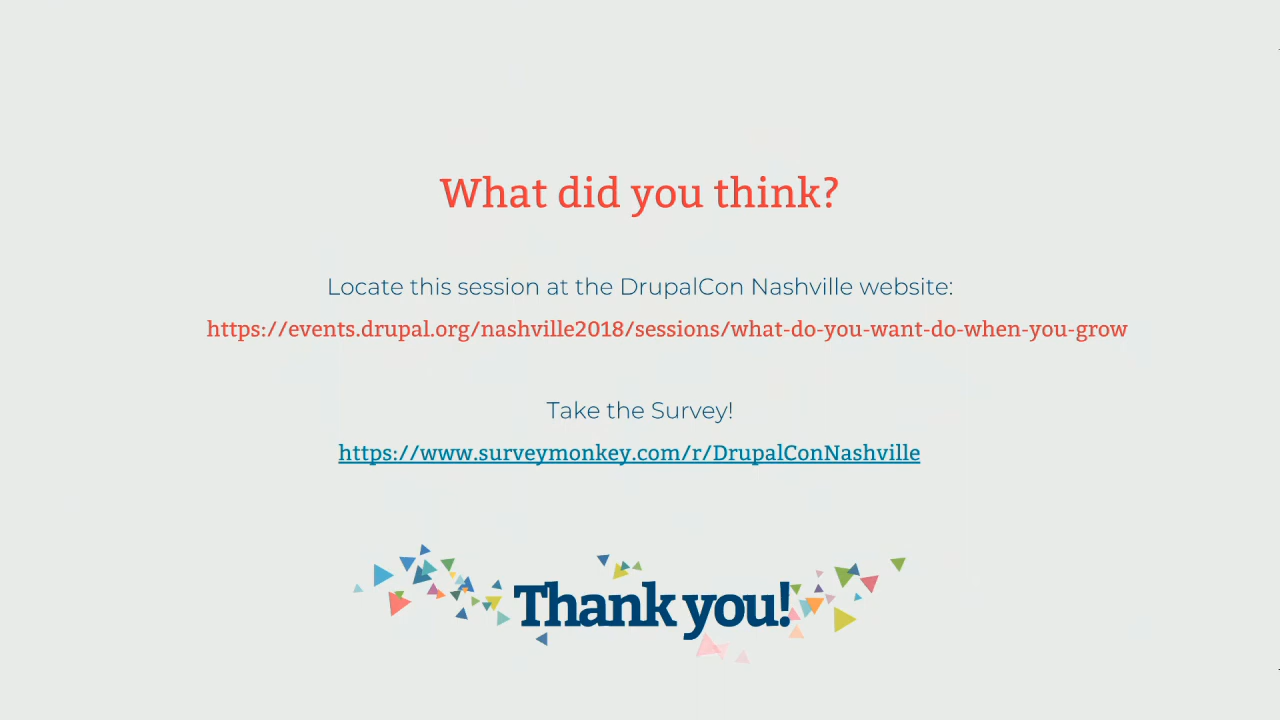 What did you think?
Locate this session at the DrupalCon Nashville website:
https://events.drupal.org/nashville2018/sessions/what-do-you-want-do-when-you-grow
Take the Survey!
https://www.surveymonkey.com/r/DrupalConNashville
Thank you!